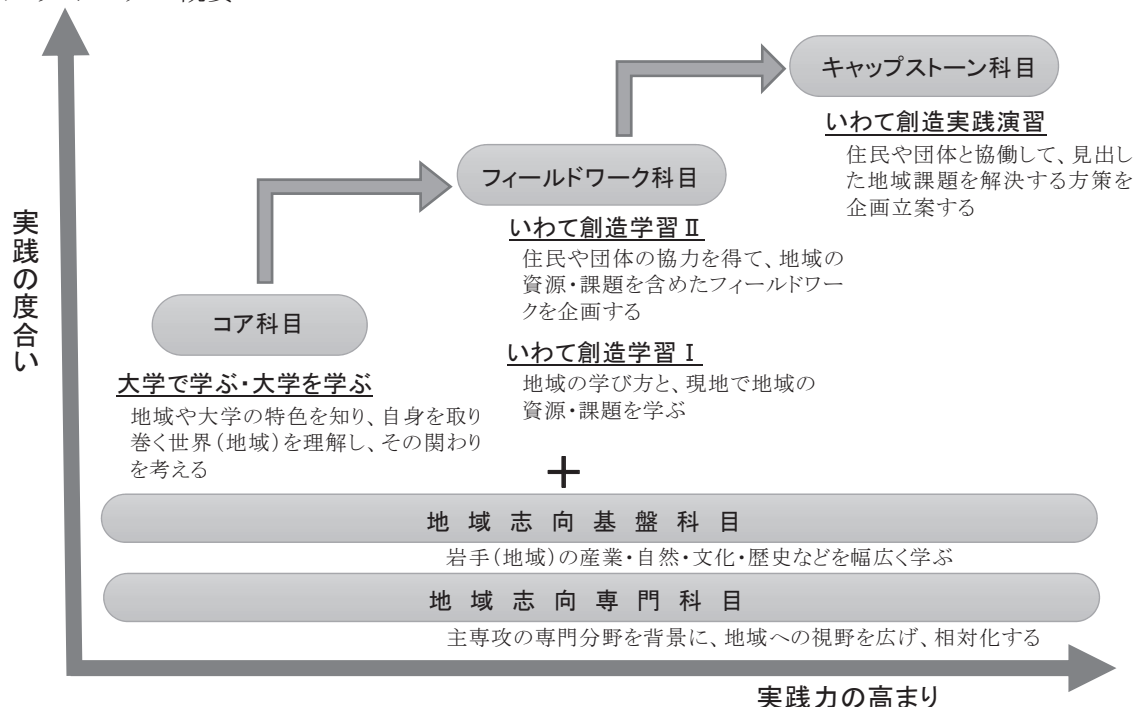 キャップストーン科目
いわて創造実践演習
住民や団体と協働して、見出し
た地域課題を解決する方策を
企画立案する
フィールドワーク科目
いわて創造学習Ⅱ
住民や団体の協力を得て、地域の
資源・課題を含めたフィールドワー
クを企画する
いわて創造学習Ⅰ
地域の学び方と、現地で地域の
資源・課題を学ぶ
コア科目
大学で学ぶ・大学を学ぶ
地域や大学の特色を知り、自身を取り
巻く世界(地域)を理解し、その関わり
を考える
実践の度合い
+
地域志向基盤科目
岩手(地域)の産業・自然・文化・歴史などを幅広く学ぶ
地域志向専門科目
主専攻の専門分野を背景に、地域への視野を広げ、相対化する
実践力の高まり